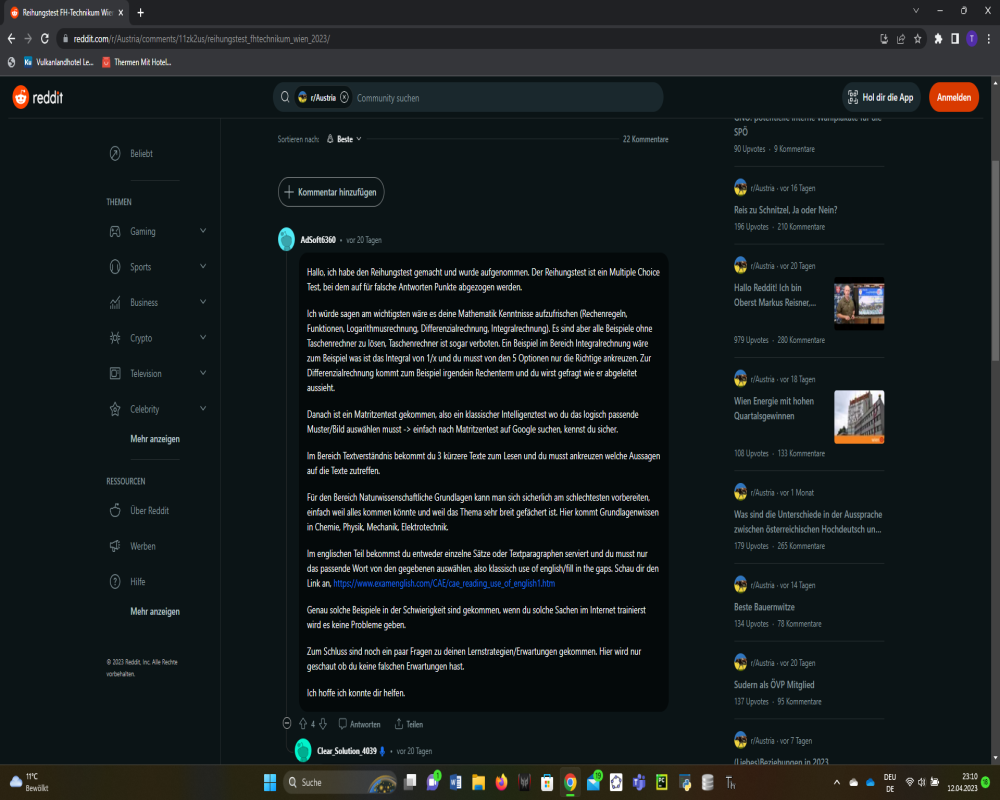 Reihungstest FH-Technikum Wien
reddit.com/r/Austria/comments/11zk2us/reihungstest_fhtechnikum_wien_2023/
Vulkanlandhotel Le...
Thermen Mit Hotel...
reddit
r/Austria
Community suchen
Hol dir die App
Anmelden
Beliebt
THEMEN
Gaming
Sports
Business
Crypto
Television
Celebrity
Mehr anzeigen
RESSOURCEN
Über Reddit
Werben
Hilfe
Mehr anzeigen
© 2023 Reddit, Inc. Alle Rechte
vorbehalten.
Sortieren nach: Beste
22 Kommentare
Kommentar hinzufügen
AdSoft6360 • vor 20 Tagen
Hallo, ich habe den Reihungstest gemacht und wurde aufgenommen. Der Reihungstest ist ein Multiple Choice
Test, bei dem auf für falsche Antworten Punkte abgezogen werden.
Ich würde sagen am wichtigsten wäre es deine Mathematik Kenntnisse aufzufrischen (Rechenregeln,
Funktionen, Logarithmusrechnung, Differenzialrechnung, Integralrechnung). Es sind aber alle Beispiele ohne
Taschenrechner zu lösen, Taschenrechner ist sogar verboten. Ein Beispiel im Bereich Integralrechnung wäre
zum Beispiel was ist das Integral von 1/x und du musst von den 5 Optionen nur die Richtige ankreuzen. Zur
Differenzialrechnung kommt zum Beispiel irgendein Rechenterm und du wirst gefragt wie er abgeleitet
aussieht.
Danach ist ein Matritzentest gekommen, also ein klassischer Intelligenztest wo du das logisch passende
Muster/Bild auswählen musst -> einfach nach Matritzentest auf Google suchen, kennst du sicher.
Im Bereich Textverständnis bekommt du 3 kürzere Texte zum Lesen und du musst ankreuzen welche Aussagen
auf die Texte zutreffen.
Für den Bereich Naturwissenschaftliche Grundlagen kann man sich sicherlich am schlechtesten vorbereiten,
einfach weil alles kommen könnte und weil das Thema sehr breit gefächert ist. Hier kommt Grundlagenwissen
in Chemie, Physik, Mechanik, Elektrotechnik.
Im englischen Teil bekommst du entweder einzelne Sätze oder Textparagraphen serviert und du musst nur
das passende Wort von den gegebenen auswählen, also klassisch use of english/fill in the gaps. Schau dir den
Link an, https://www.examenglish.com/CAE/cae_reading_use_of_english1.htm
Genau solche Beispiele in der Schwierigkeit sind gekommen, wenn du solche Sachen im Internet trainierst
wird es keine Probleme geben.
Zum Schluss sind noch ein paar Fragen zu deinen Lernstrategien/Erwartungen gekommen. Hier wird nur
geschaut ob du keine falschen Erwartungen hast.
Ich hoffe ich konnte dir helfen.
4 Antworten Teilen
Clear_Solution_4039 • vor 20 Tagen
SPÖ
90 Upvotes · 9 Kommentare
r/Austria · vor 16 Tagen
Reis zu Schnitzel, Ja oder Nein?
196 Upvotes · 210 Kommentare
r/Austria · vor 20 Tagen
Hallo Reddit! Ich bin
Oberst Markus Reisner,...
979 Upvotes · 280 Kommentare
r/Austria · vor 18 Tagen
Wien Energie mit hohen
Quartalsgewinnen
108 Upvotes · 133 Kommentare
r/Austria · vor 1 Monat
Was sind die Unterschiede in der Aussprache
zwischen österreichischen Hochdeutsch un...
179 Upvotes · 265 Kommentare
r/Austria · vor 14 Tagen
Beste Bauernwitze
134 Upvotes · 78 Kommentare
r/Austria · vor 20 Tagen
Sudern als ÖVP Mitglied
137 Upvotes · 95 Kommentare
r/Austria · vor 7 Tagen
(Liebes)Beziehungen in 2023
11°C
Bewölkt
Suche
DEU
DE
23:10
12.04.2023